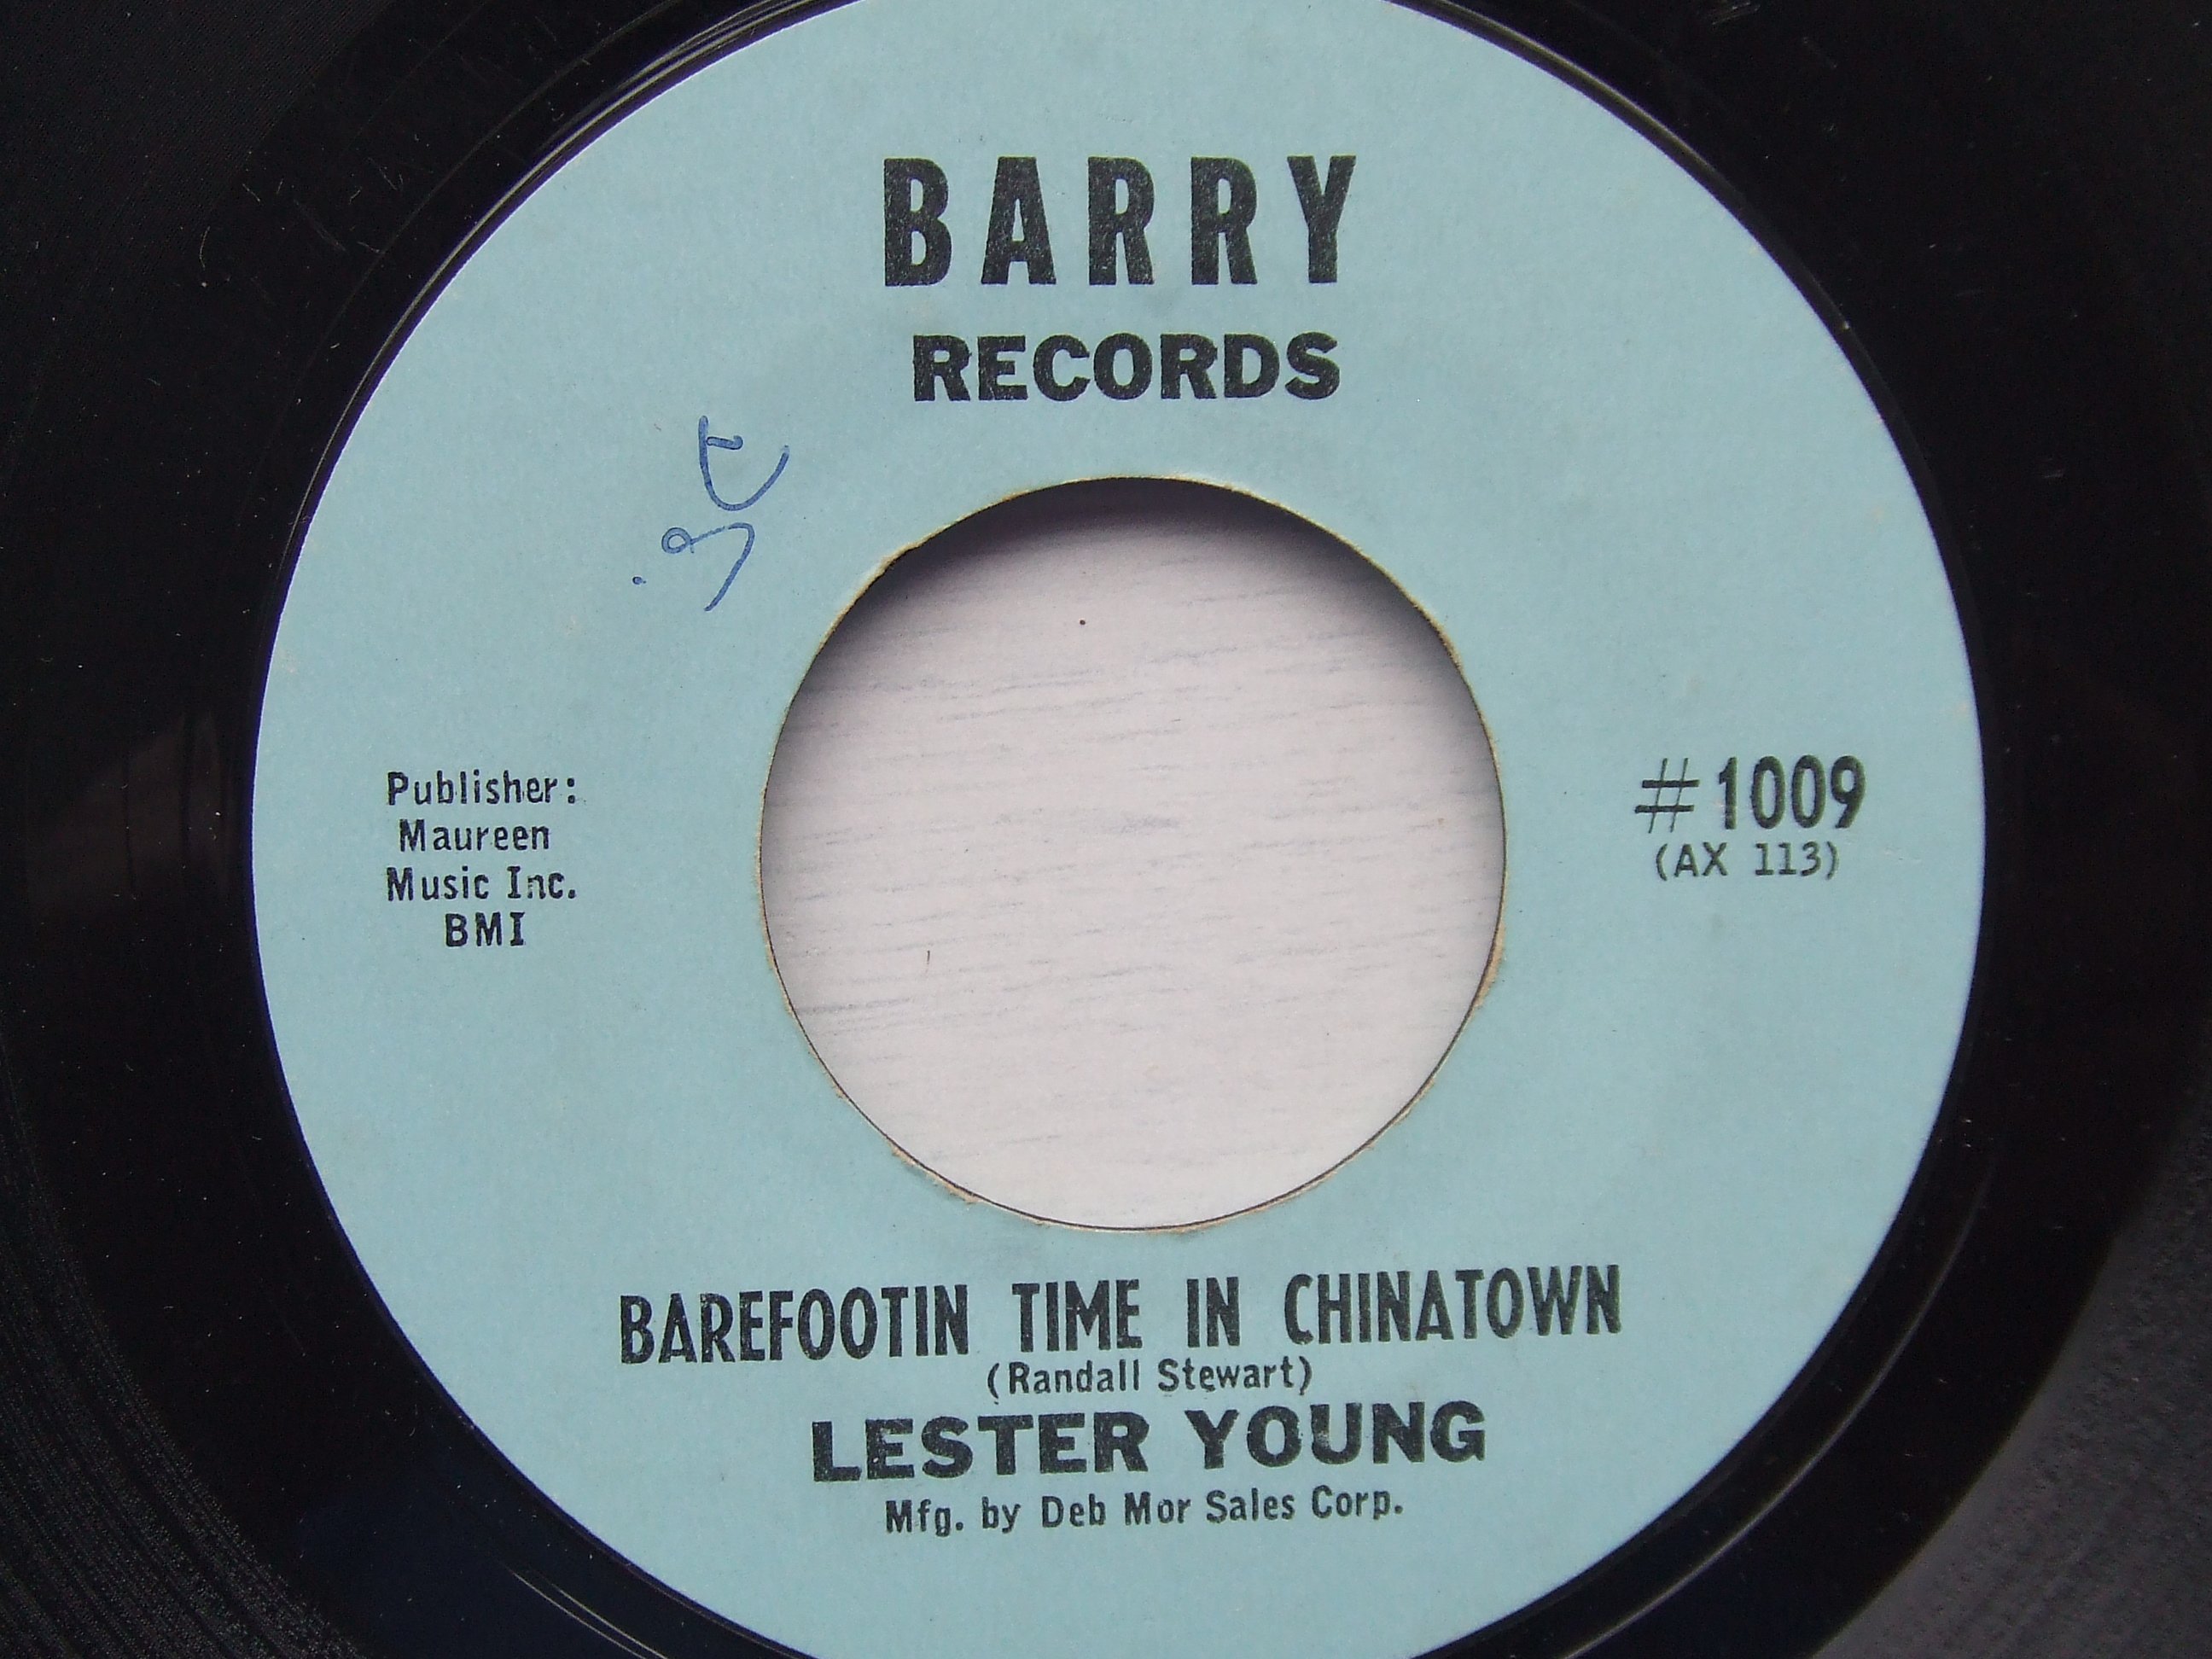 BARRY
RECORDS
Publisher:
Maureen
Music Inc.
BMI
#1009
(AX 113)
BAREFOOTIN TIME IN CHINATOWN
(Randall Stewart)
LESTER YOUNG
Mfg. by Deb Mor Sales Corp.